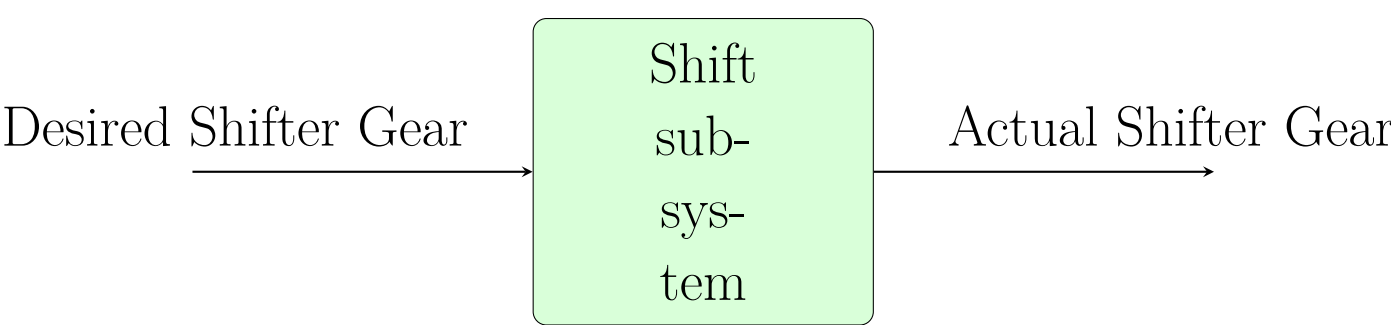 Desired Shifter Gear
Shift
sub-
sys-
tem
Actual Shifter Gear